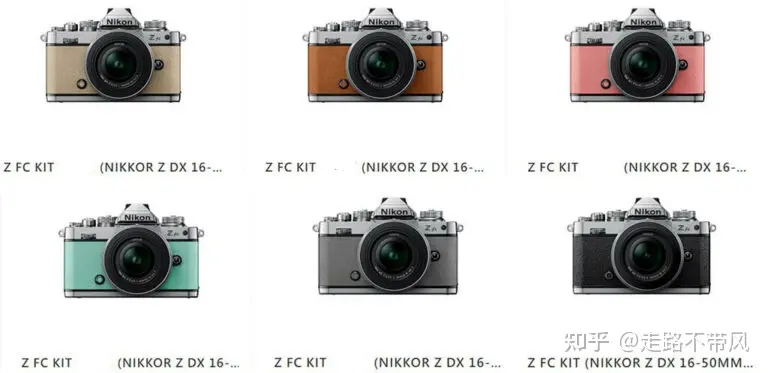 Nikon Z fc
Nikon Z fc
Nikon Z fc
Z FC KIT (NIKKOR Z DX 16-...
Z FC KIT (NIKKOR Z DX 16-...
Z FC KIT (NIKKOR Z DX 16-...
Nikon Z fc
Nikon Z fc
Nikon Z fc
知乎 @走路不带风
Z FC KIT (NIKKOR Z DX 16-...
Z FC KIT (NIKKOR Z DX 16-...
Z FC KIT (NIKKOR Z DX 16-50MM...